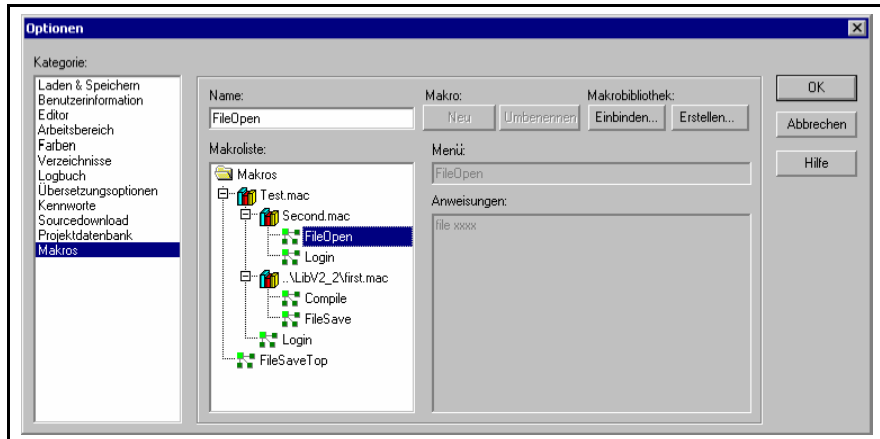 Optionen
Kategorie:
Laden & Speichern
Benutzerinformation
Editor
Arbeitsbereich
Farben
Verzeichnisse
Logbuch
Übersetzungsoptionen
Kennworte
Sourcedownload
Projektdatenbank
Makros
Name:
FileOpen
Makroliste:
Makros
Test.mac
Second.mac
FileOpen
Login
..\LibV2_2\first.mac
Compile
FileSave
Login
FileSaveTop
Makro:
Neu
Umbenennen
Makrobibliothek:
Einbinden...
Erstellen...
Menü:
FileOpen
Anweisungen:
file xxxx
OK
Abbrechen
Hilfe